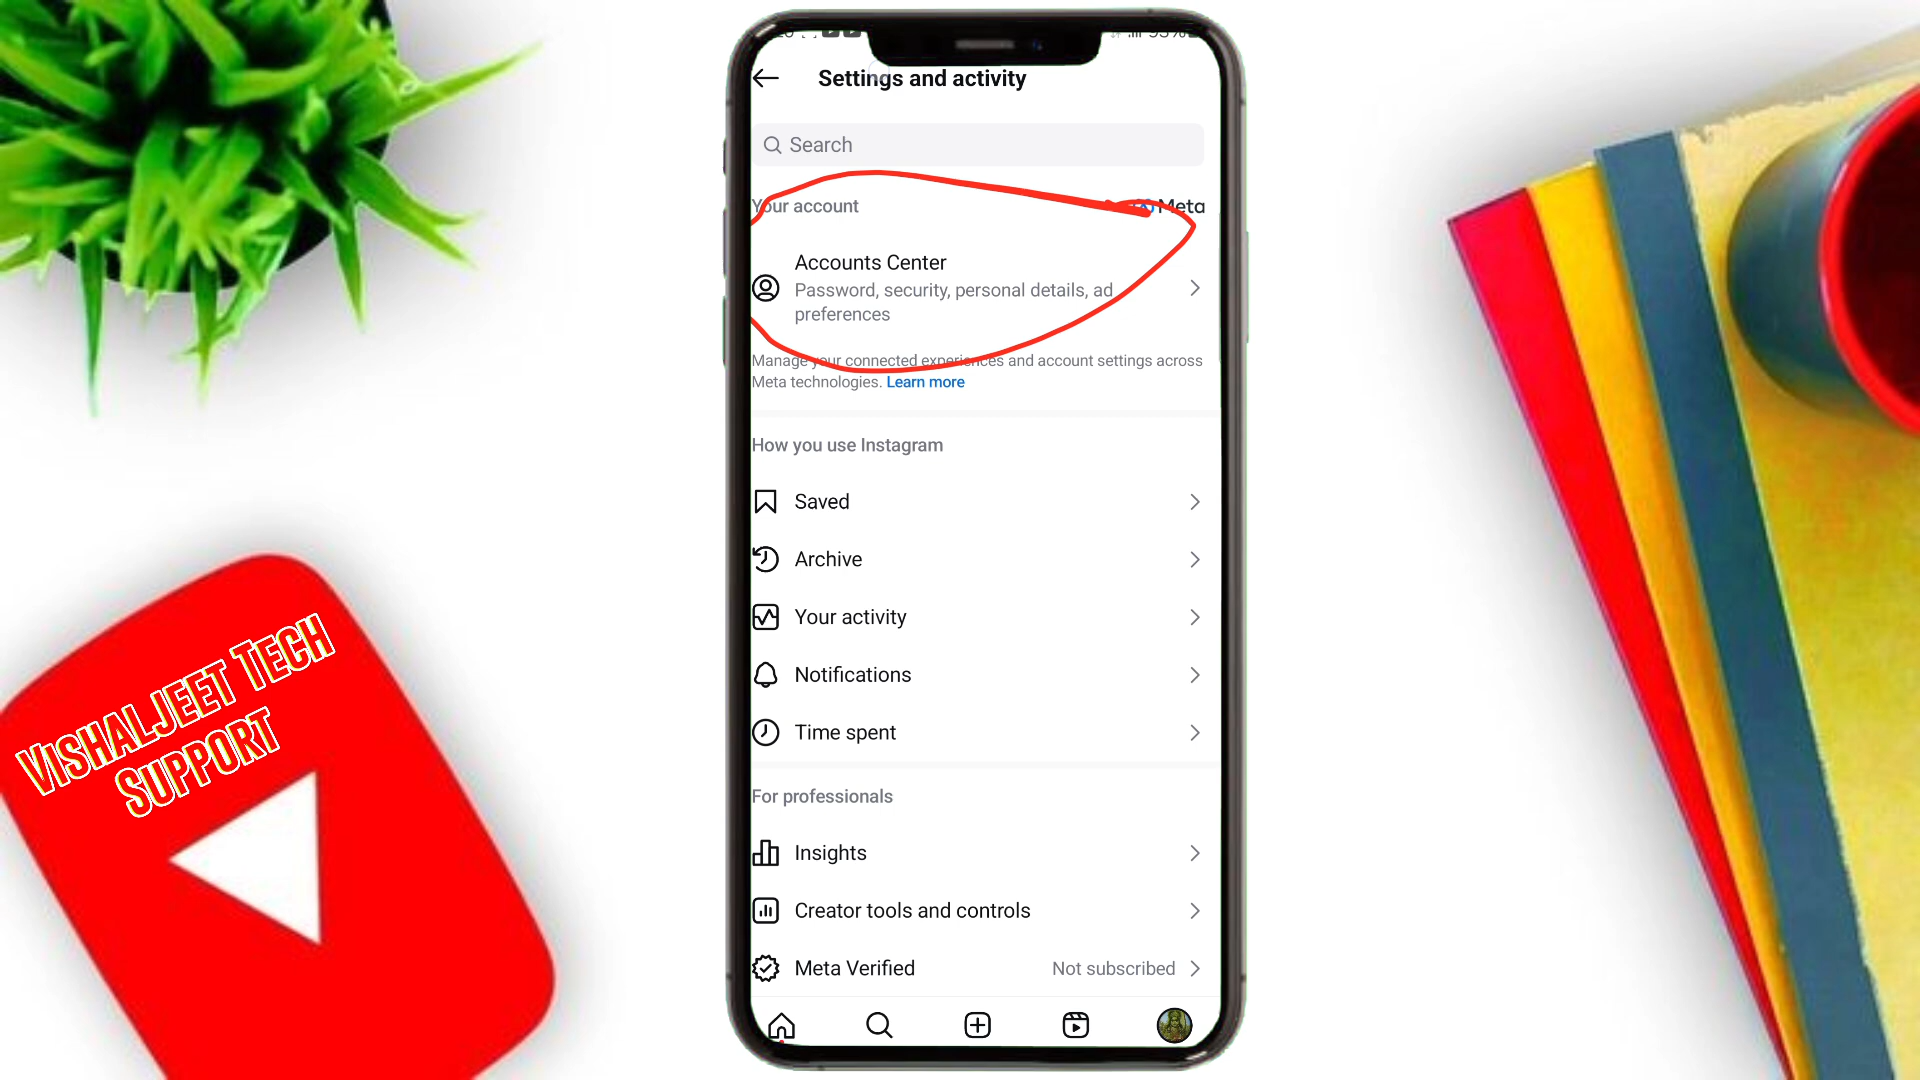 Settings and activity
Search
Your account
Meta
Accounts Center
Password, security, personal details, ad
preferences
Manage your connected experiences and account settings across
Meta technologies. Learn more
How you use Instagram
Saved
Archive
Your activity
Notifications
Time spent
For professionals
Insights
Creator tools and controls
Meta Verified
Not subscribed
VISHALJEET TECH
SUPPORT